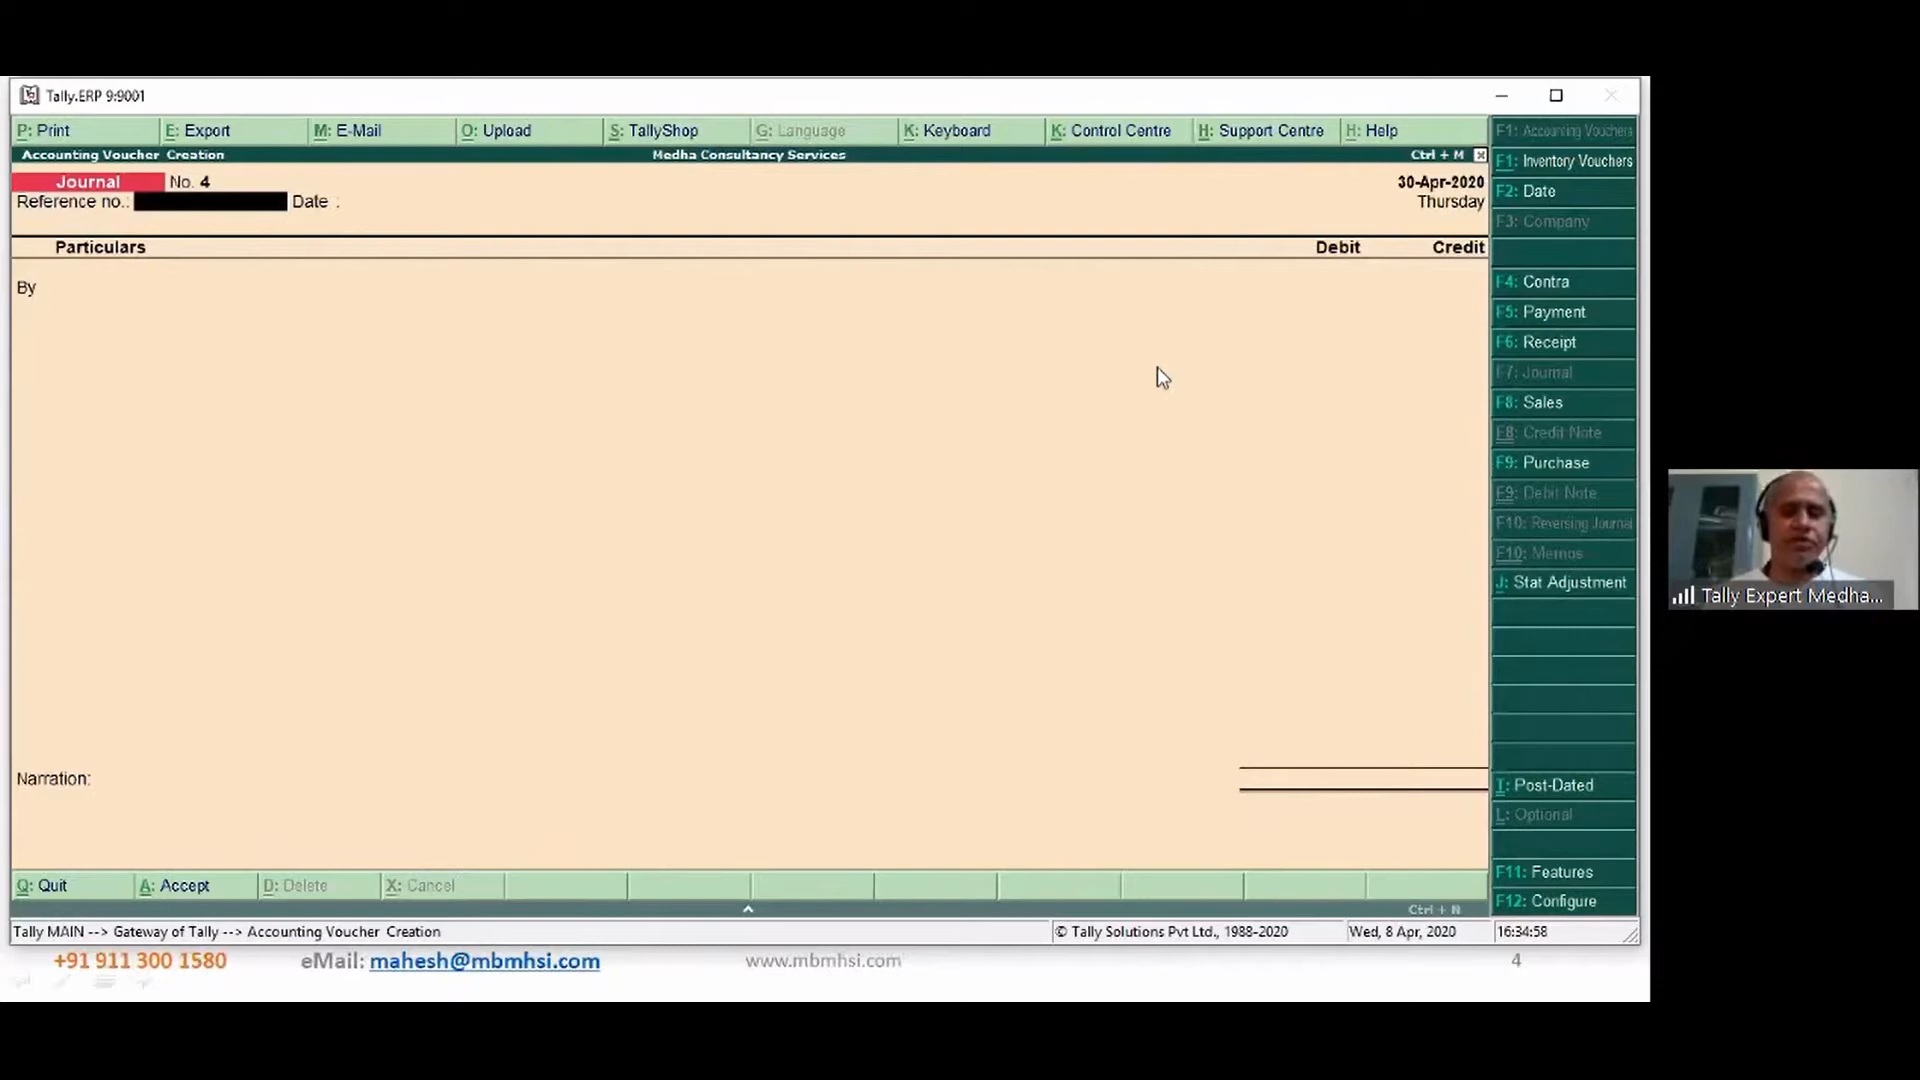 Tally.ERP 9:9001
P: Print E: Export M: E-Mail O: Upload S: TallyShop G: Language K: Keyboard K: Control Centre H: Support Centre H: Help
Accounting Voucher Creation Medha Consultancy Services Ctrl + M
Journal No. 4 30-Apr-2020
Reference no.: Date : Thursday
Particulars Debit Credit
By
Narration:
Q: Quit A: Accept D: Delete X: Cancel
Ctrl + N
F1: Accounting Vouchers
F1: Inventory Vouchers
F2: Date
F3: Company
F4: Contra
F5: Payment
F6: Receipt
F7: Journal
F8: Sales
F8: Credit Note
F9: Purchase
F9: Debit Note
F10: Reversing Journal
F10: Memos
J: Stat Adjustment
T: Post-Dated
L: Optional
F11: Features
F12: Configure
Tally MAIN --> Gateway of Tally --> Accounting Voucher Creation © Tally Solutions Pvt Ltd., 1988-2020 Wed, 8 Apr, 2020 16:34:58
+91 911 300 1580 eMail: mahesh@mbmhsi.com www.mbmhsi.com 4
Tally Expert Medha...